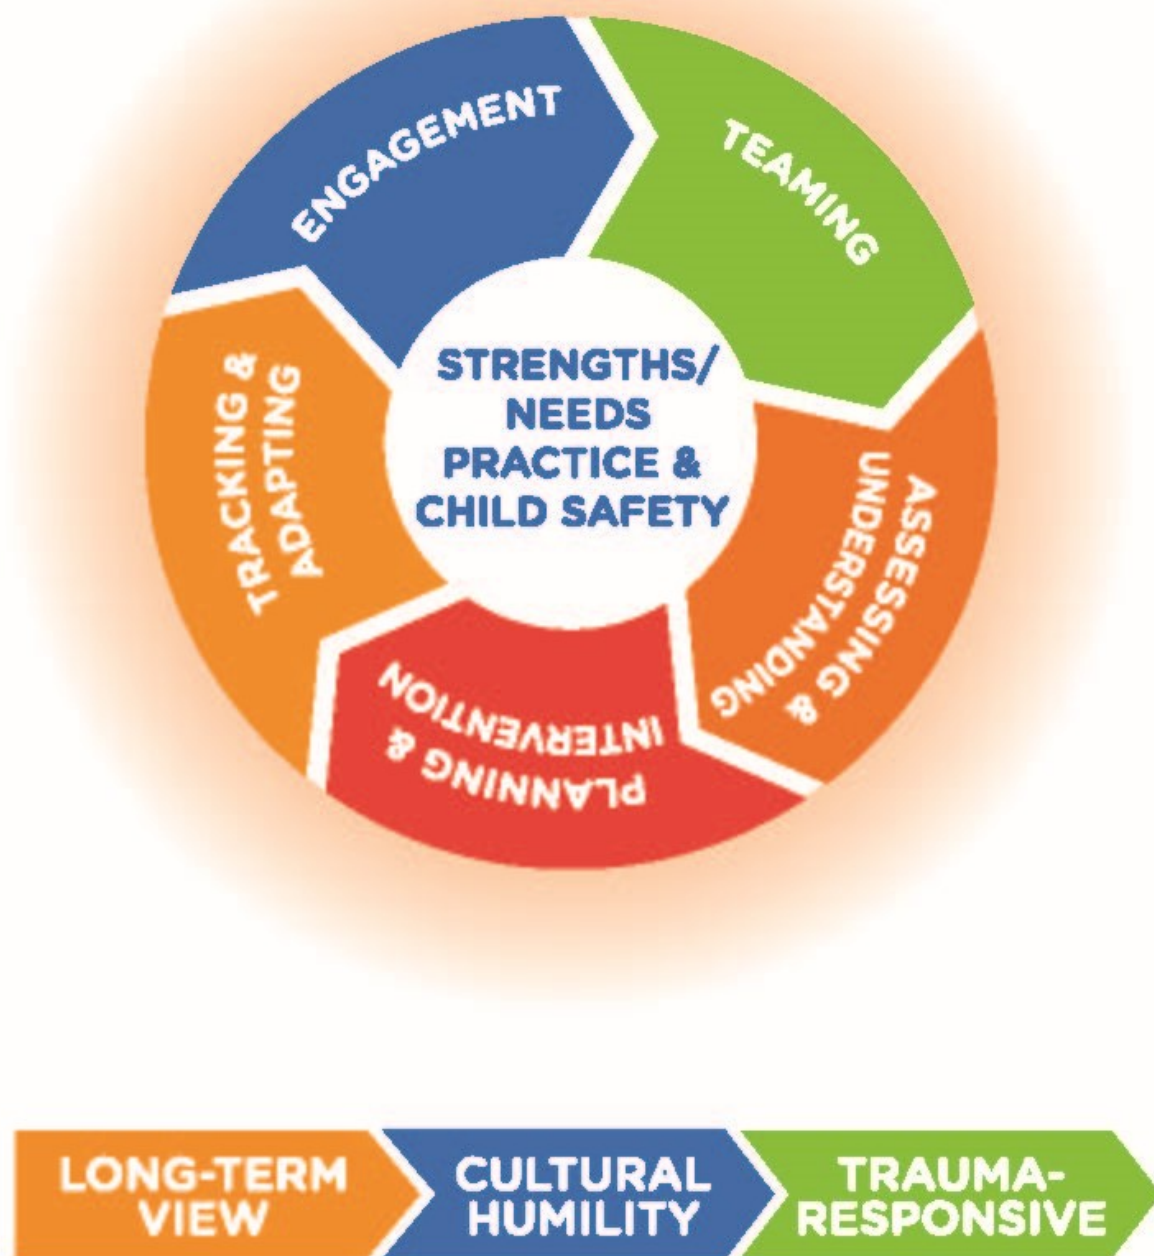 ENGAGEMENT
TEAMING
ASSESSING &
UNDERSTANDING
PLANNING &
INTERVENTION
TRACKING &
ADAPTING
STRENGTHS/
NEEDS
PRACTICE &
CHILD SAFETY
LONG-TERM
VIEW
CULTURAL
HUMILITY
TRAUMA-
RESPONSIVE